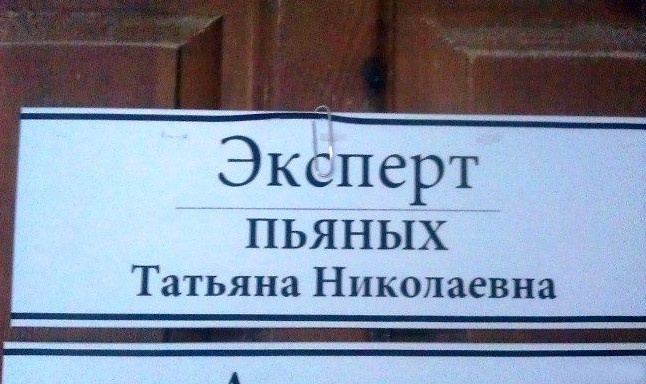 Эксперт
ПЬЯНЫХ
Татьяна Николаевна